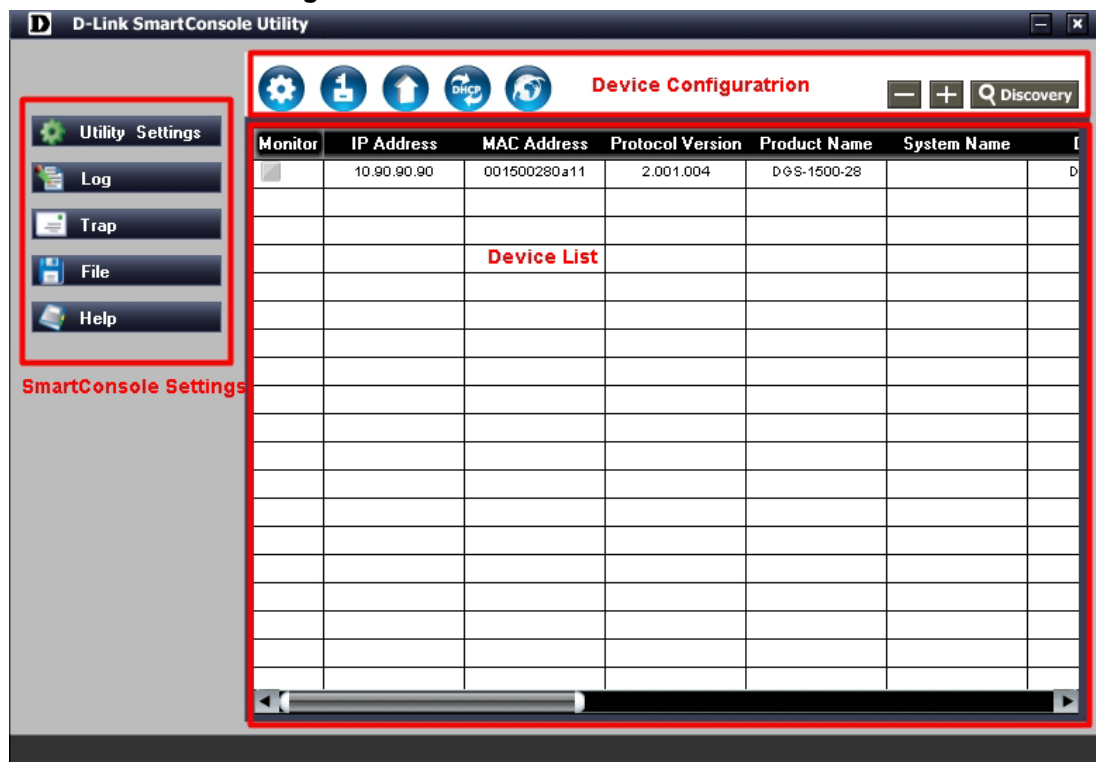 D D-Link SmartConsole Utility
DHCP
Device Configuratrion
Discovery
Utility Settings
Log
Trap
File
Help
SmartConsole Settings
Monitor IP Address MAC Address Protocol Version Product Name System Name
10.90.90.90 001500280a11 2.001.004 DGS-1500-28 D
Device List